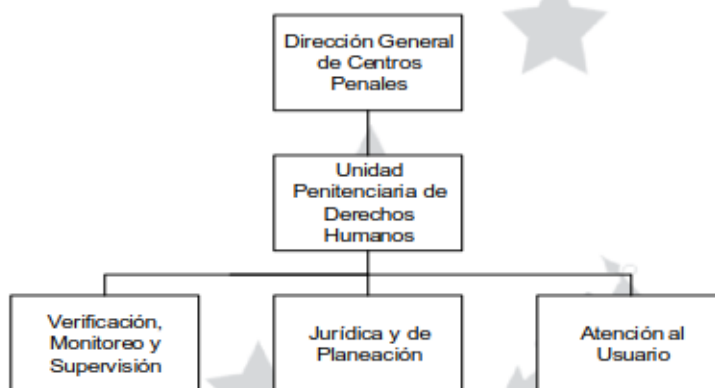 Dirección General
de Centros
Penales
Unidad
Penitenciaria de
Derechos
Humanos
Verificación,
Monitoreo y
Supervisión
Jurídica y de
Planeación
Atención al
Usuario